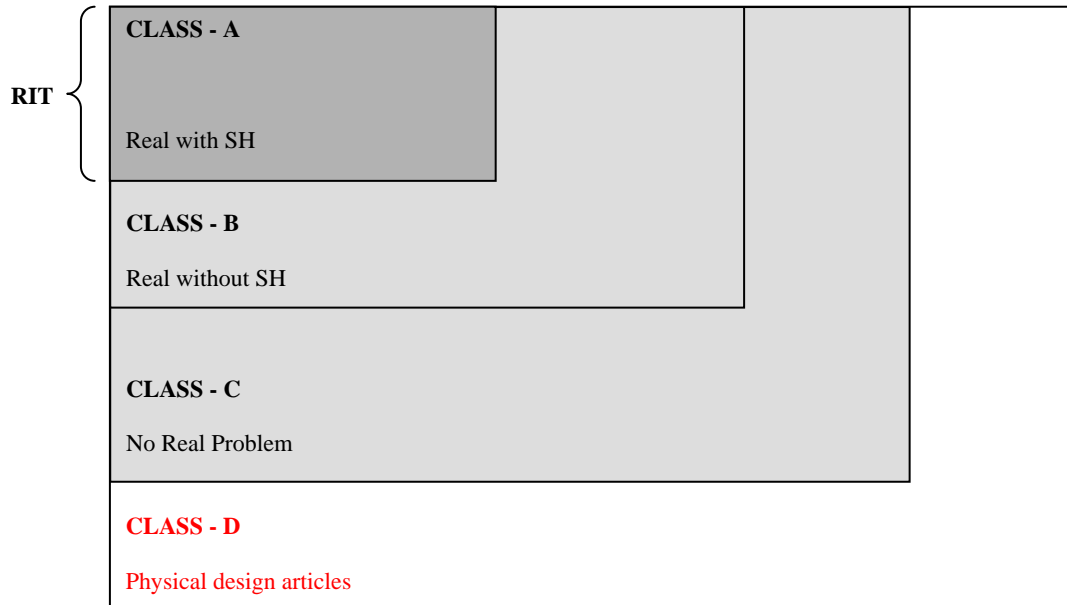 CLASS - A
RIT
Real with SH
CLASS - B
Real without SH
CLASS - C
No Real Problem
CLASS - D
Physical design articles